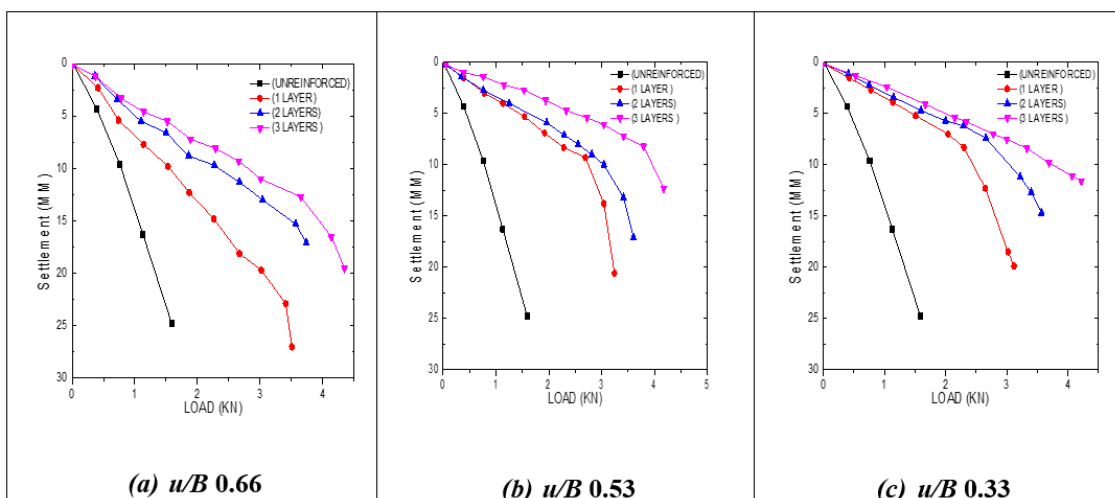 0
5
10
15
20
25
30
0
1
2
3
4
Settlement (MM)
LOAD (KN)
(UNREINFORCED)
(1 LAYER )
(2 LAYERS)
(3 LAYERS )
(a) u/B 0.66
0
5
10
15
20
25
30
0
1
2
3
4
5
Settlement (MM)
LOAD (KN)
(UNREINFORCED)
(1 LAYER )
(2 LAYERS)
(3 LAYERS )
(b) u/B 0.53
0
5
10
15
20
25
30
0
1
2
3
4
Settlement (MM)
LOAD (KN)
(UNREINFORCED)
(1 LAYER )
(2 LAYERS)
(3 LAYERS )
(c) u/B 0.33